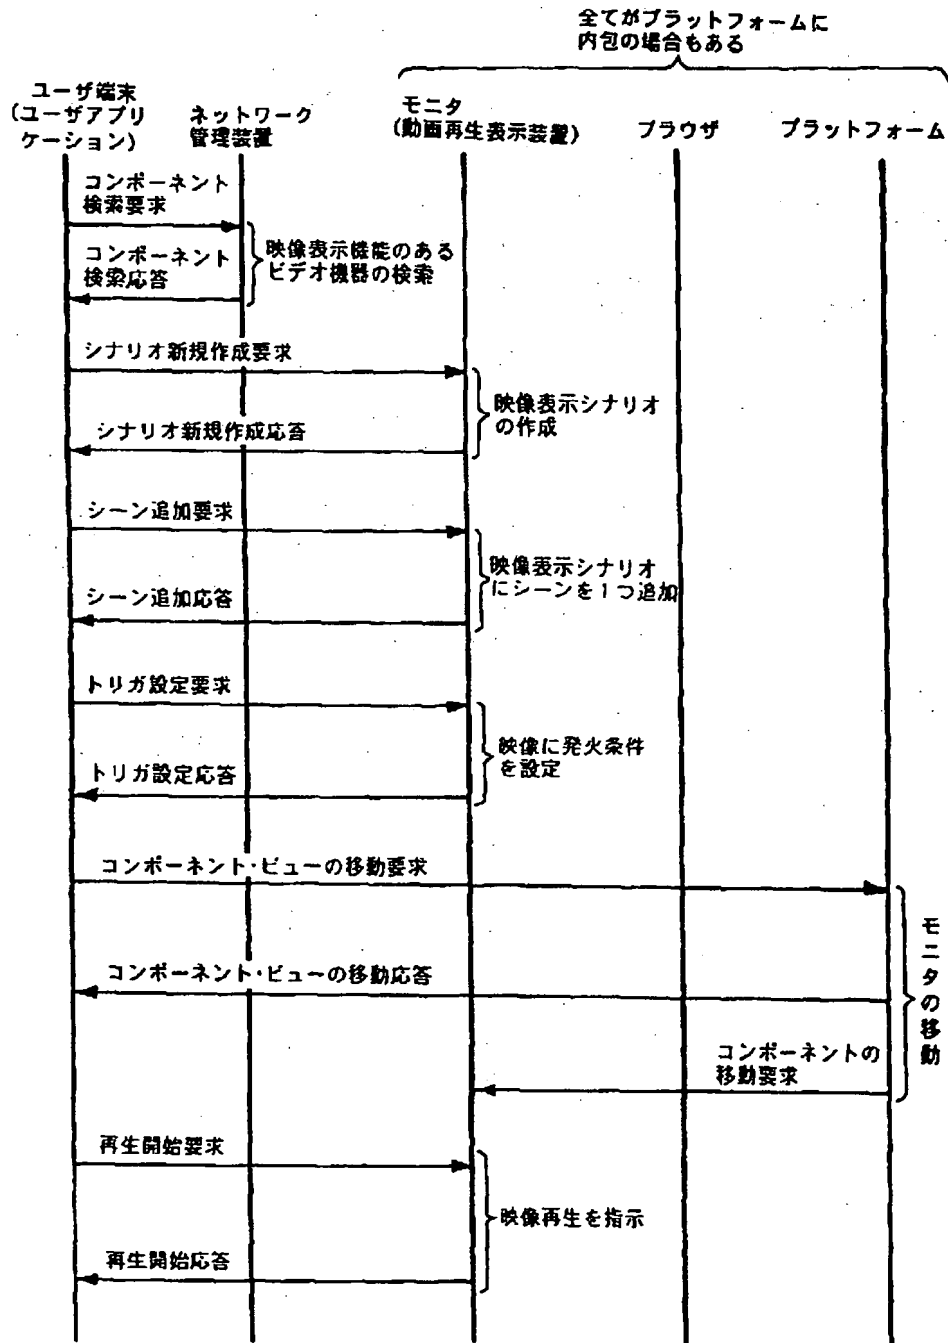 全てがプラットフォームに
内包の場合もある
ユーザ端末
(ユーザアプリ
ケーション)
ネットワーク
管理装置
モニタ
(動画再生表示装置)
ブラウザ
プラットフォーム
コンポーネント
検索要求
コンポーネント
検索応答
映像表示機能のある
ビデオ機器の検索
シナリオ新規作成要求
シナリオ新規作成応答
映像表示シナリオ
の作成
シーン追加要求
シーン追加応答
映像表示シナリオ
にシーンを1つ追加
トリガ設定要求
トリガ設定応答
映像に発火条件
を設定
コンポーネント・ビューの移動要求
コンポーネント・ビューの移動応答
コンポーネントの
移動要求
モニタの移動
再生開始要求
再生開始応答
映像再生を指示